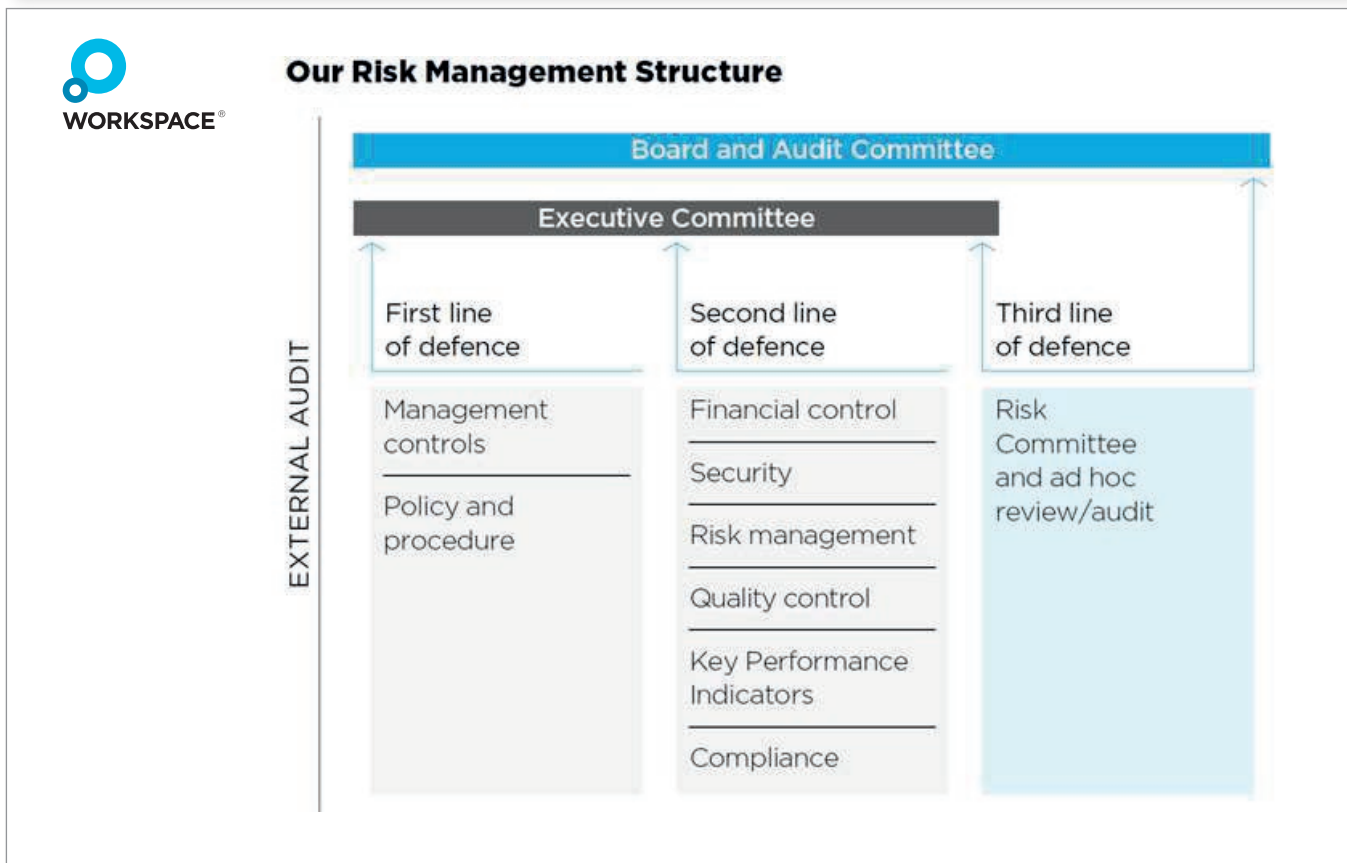 WORKSPACE®
Our Risk Management Structure
Board and Audit Committee
Executive Committee
First line
of defence
Second line
of defence
Third line
of defence
EXTERNAL AUDIT
Management
controls
Policy and
procedure
Financial control
Security
Risk management
Quality control
Key Performance
Indicators
Compliance
Risk
Committee
and ad hoc
review/audit